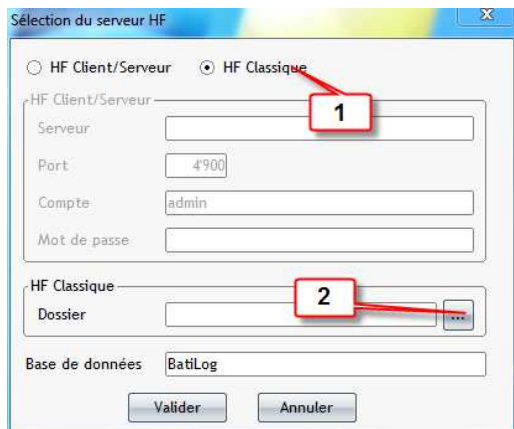 Sélection du serveur HF
X
HF Client/Serveur HF Classique
1
HF Client/Serveur
Serveur
Port 4'900
Compte admin
Mot de passe
HF Classique
2
Dossier ...
Base de données BatiLog
Valider Annuler